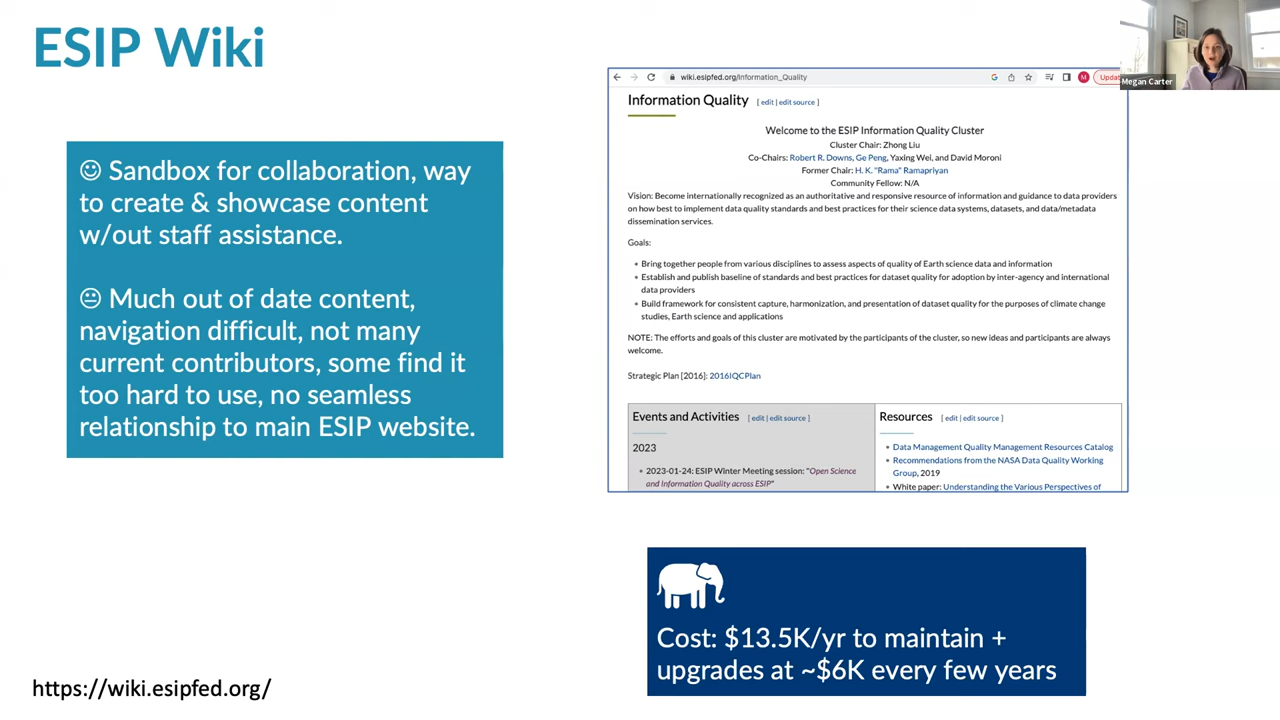 ESIP Wiki
☺ Sandbox for collaboration, way
to create & showcase content
w/out staff assistance.
😐 Much out of date content,
navigation difficult, not many
current contributors, some find it
too hard to use, no seamless
relationship to main ESIP website.
https://wiki.esipfed.org/
wiki.esipfed.org/Information_Quality
M
Updat
Information Quality [ edit | edit source ]
Welcome to the ESIP Information Quality Cluster
Cluster Chair: Zhong Liu
Co-Chairs: Robert R. Downs, Ge Peng, Yaxing Wei, and David Moroni
Former Chair: H. K. "Rama" Ramapriyan
Community Fellow: N/A
Vision: Become internationally recognized as an authoritative and responsive resource of information and guidance to data providers
on how best to implement data quality standards and best practices for their science data systems, datasets, and data/metadata
dissemination services.
Goals:
• Bring together people from various disciplines to assess aspects of quality of Earth science data and information
• Establish and publish baseline of standards and best practices for dataset quality for adoption by inter-agency and international
data providers
• Build framework for consistent capture, harmonization, and presentation of dataset quality for the purposes of climate change
studies, Earth science and applications
NOTE: The efforts and goals of this cluster are motivated by the participants of the cluster, so new ideas and participants are always
welcome.
Strategic Plan [2016]: 2016IQCPlan
Events and Activities [ edit | edit source ]
2023
• 2023-01-24: ESIP Winter Meeting session: "Open Science
and Information Quality across ESIP"
Resources [ edit | edit source ]
• Data Management Quality Management Resources Catalog
• Recommendations from the NASA Data Quality Working
Group, 2019
• White paper: Understanding the Various Perspectives of
Cost: $13.5K/yr to maintain +
upgrades at ~$6K every few years
Megan Carter